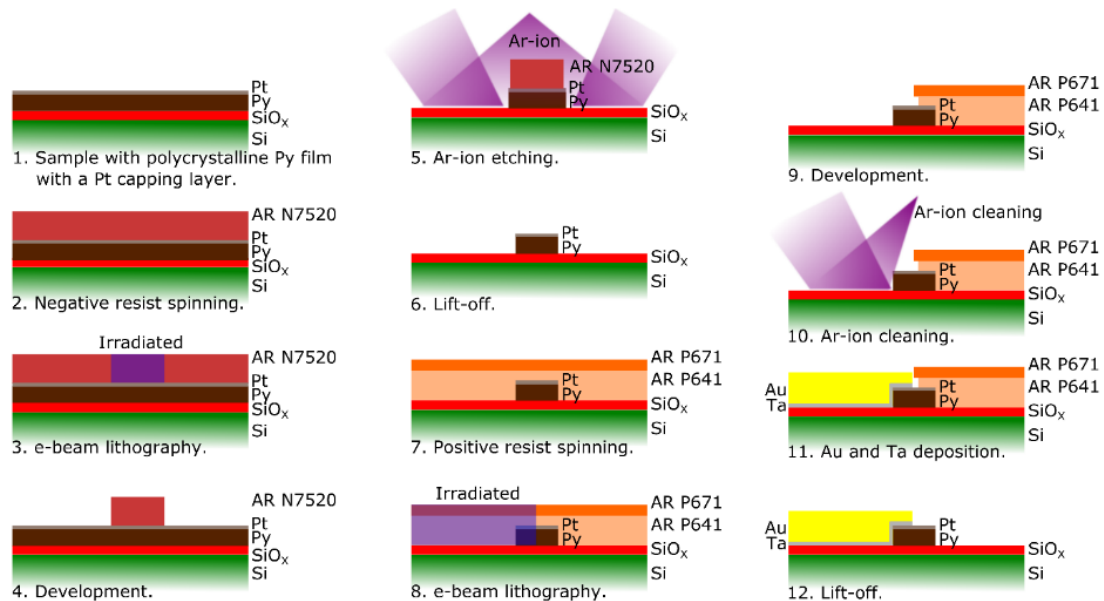 Pt
Py
SiOX
Si
1. Sample with polycrystalline Py film
with a Pt capping layer.
AR N7520
Pt
Py
SiOX
Si
2. Negative resist spinning.
Irradiated
AR N7520
Pt
Py
SiOX
Si
3. e-beam lithography.
AR N7520
Pt
Py
SiOX
Si
4. Development.
Ar-ion
AR N7520
Pt
Py
SiOX
Si
5. Ar-ion etching.
Pt
Py
SiOX
Si
6. Lift-off.
AR P671
AR P641
Pt
Py
SiOX
Si
7. Positive resist spinning.
Irradiated
AR P671
AR P641
Pt
Py
SiOX
Si
8. e-beam lithography.
AR P671
AR P641
Pt
Py
SiOX
Si
9. Development.
Ar-ion cleaning
AR P671
AR P641
Pt
Py
SiOX
Si
10. Ar-ion cleaning.
AR P671
AR P641
Au
Ta
Pt
Py
SiOX
Si
11. Au and Ta deposition.
Au
Ta
Pt
Py
SiOX
Si
12. Lift-off.